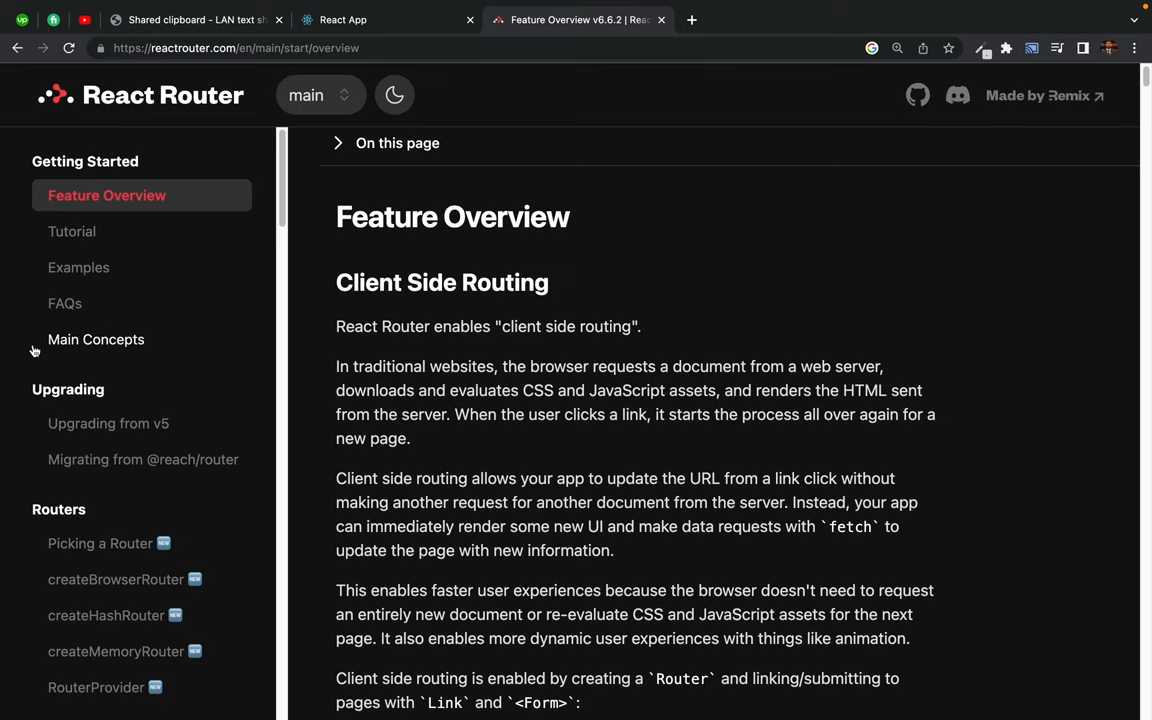 Shared clipboard - LAN text sh
React App
Feature Overview v6.6.2 | Reac
https://reactrouter.com/en/main/start/overview
React Router
main
Made by Remix ↗
On this page
Getting Started
Feature Overview
Tutorial
Examples
FAQs
Main Concepts
Upgrading
Upgrading from v5
Migrating from @reach/router
Routers
Picking a Router 🆕
createBrowserRouter 🆕
createHashRouter 🆕
createMemoryRouter 🆕
RouterProvider 🆕
Feature Overview
Client Side Routing
React Router enables "client side routing".
In traditional websites, the browser requests a document from a web server,
downloads and evaluates CSS and JavaScript assets, and renders the HTML sent
from the server. When the user clicks a link, it starts the process all over again for a
new page.
Client side routing allows your app to update the URL from a link click without
making another request for another document from the server. Instead, your app
can immediately render some new UI and make data requests with `fetch` to
update the page with new information.
This enables faster user experiences because the browser doesn't need to request
an entirely new document or re-evaluate CSS and JavaScript assets for the next
page. It also enables more dynamic user experiences with things like animation.
Client side routing is enabled by creating a `Router` and linking/submitting to
pages with `Link` and `<Form>`: